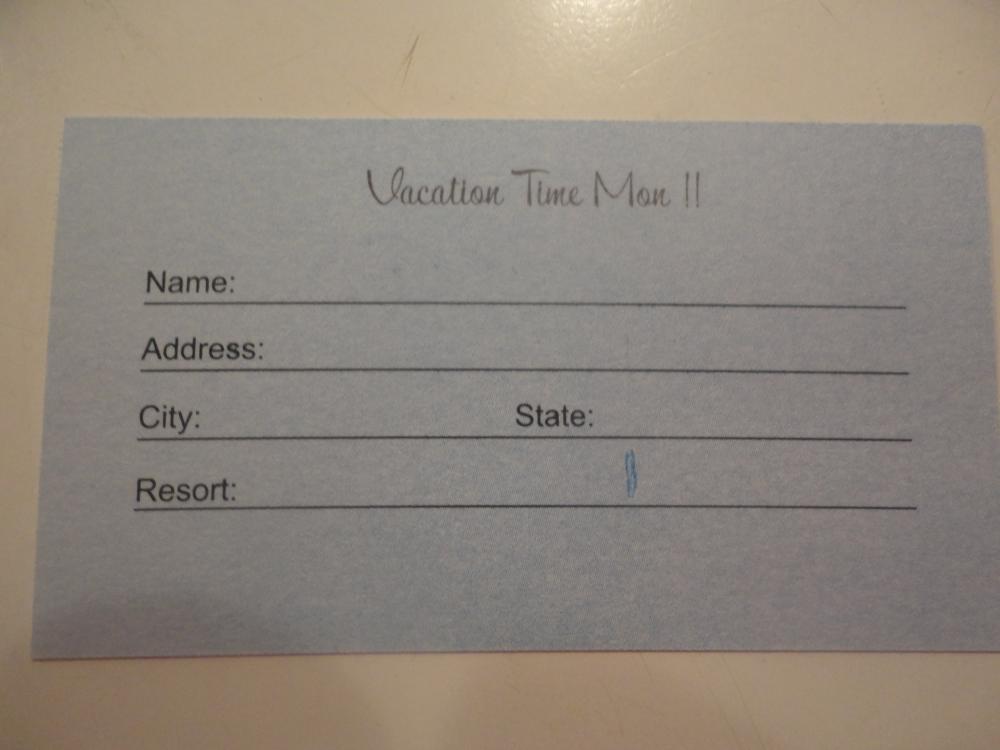 Vacation Time Mon !!
Name:
Address:
City: State:
Resort: